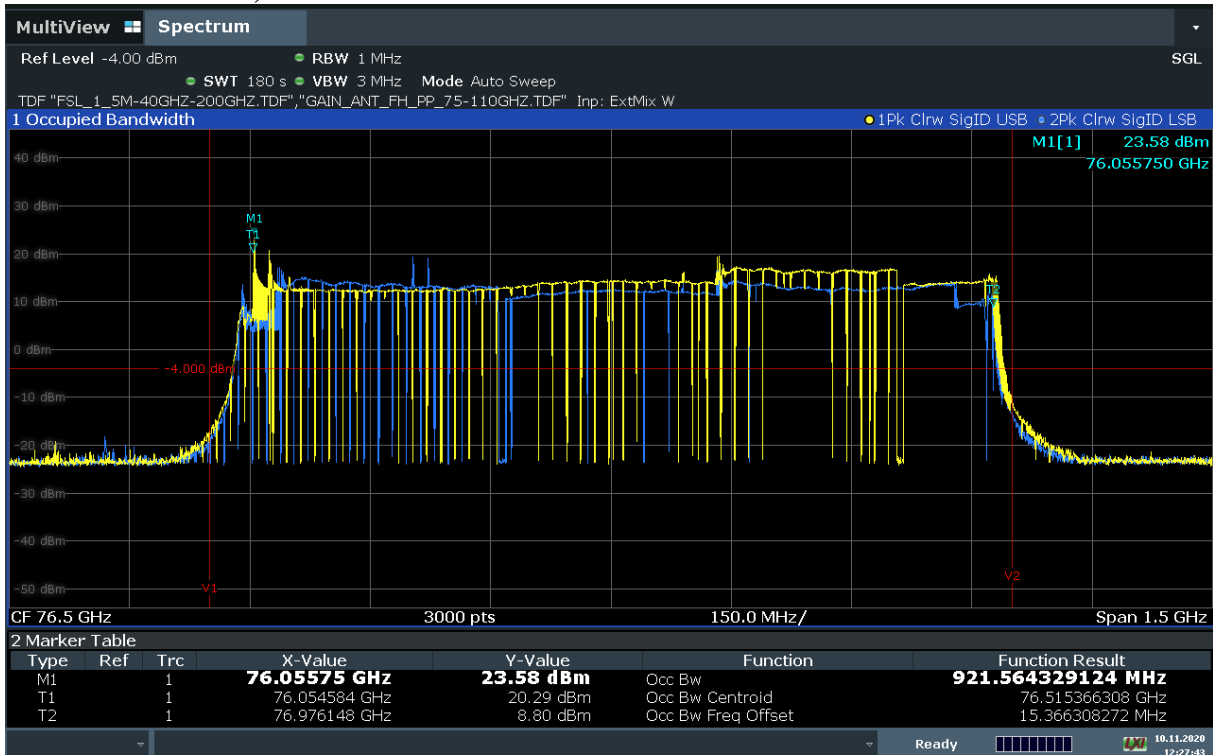 MultiView Spectrum
Ref Level -4.00 dBm RBW 1 MHz SGL
SWT 180 s VBW 3 MHz Mode Auto Sweep
TDF "FSL_1_5M-40GHZ-200GHZ.TDF","GAIN_ANT_FH_PP_75-110GHZ.TDF" Inp: ExtMix W
1 Occupied Bandwidth 1Pk Clrw SigID USB 2Pk Clrw SigID LSB
M1[1] 23.58 dBm
76.055750 GHz
40 dBm
30 dBm
M1
T1
20 dBm
10 dBm
T2
0 dBm
-4.000 dBm
-10 dBm
-20 dBm
-30 dBm
-40 dBm
V2
-50 dBm
V1
CF 76.5 GHz 3000 pts 150.0 MHz/ Span 1.5 GHz
2 Marker Table
Type Ref Trc X-Value Y-Value Function Function Result
M1 1 76.05575 GHz 23.58 dBm Occ Bw 921.564329124 MHz
T1 1 76.054584 GHz 20.29 dBm Occ Bw Centroid 76.515366308 GHz
T2 1 76.976148 GHz 8.80 dBm Occ Bw Freq Offset 15.366308272 MHz
Ready LXI 10.11.2020
12:27:43